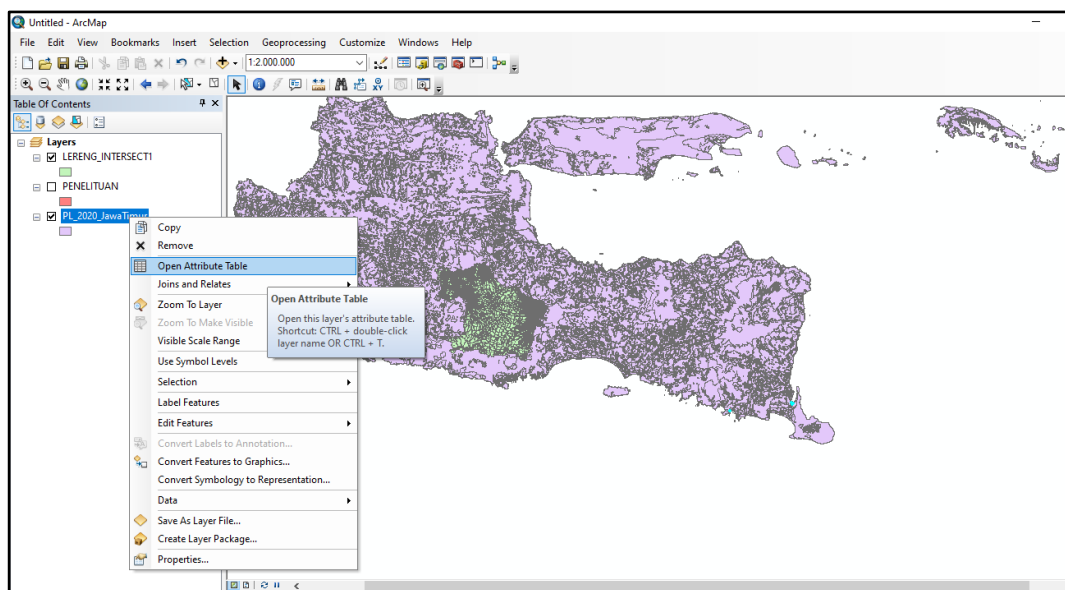 Untitled - ArcMap
File Edit View Bookmarks Insert Selection Geoprocessing Customize Windows Help
1:2.000.000
Table Of Contents
Layers
LERENG_INTERSECT1
PENELITUAN
PL_2020_JawaTimur
Copy
Remove
Open Attribute Table
Joins and Relates
Zoom To Layer
Zoom To Make Visible
Visible Scale Range
Use Symbol Levels
Selection
Label Features
Edit Features
Convert Labels to Annotation...
Convert Features to Graphics...
Convert Symbology to Representation...
Data
Save As Layer File...
Create Layer Package...
Properties...
Open Attribute Table
Open this layer's attribute table.
Shortcut: CTRL + double-click
layer name OR CTRL + T.